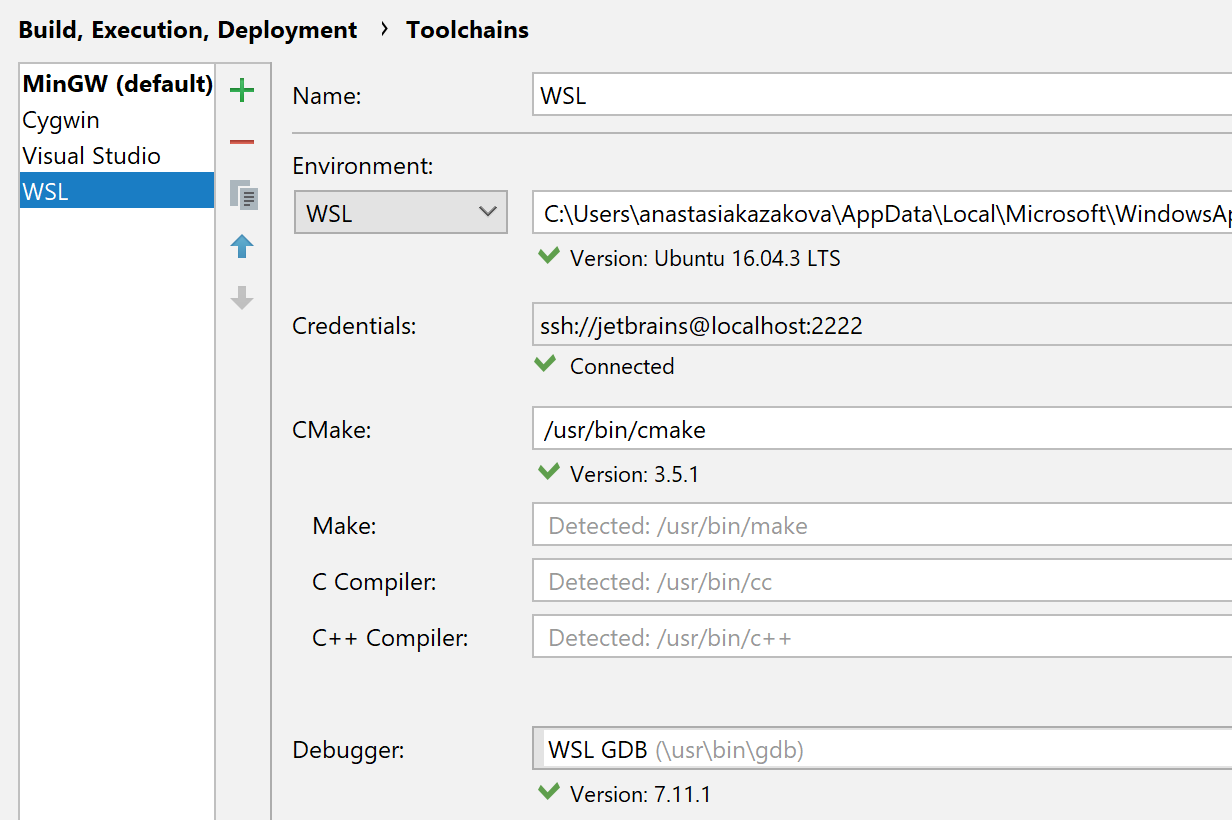 Build, Execution, Deployment › Toolchains
MinGW (default)
Cygwin
Visual Studio
WSL
Name: WSL
Environment:
WSL C:\Users\anastasiakazakova\AppData\Local\Microsoft\WindowsAp
Version: Ubuntu 16.04.3 LTS
Credentials: ssh://jetbrains@localhost:2222
Connected
CMake: /usr/bin/cmake
Version: 3.5.1
Make: Detected: /usr/bin/make
C Compiler: Detected: /usr/bin/cc
C++ Compiler: Detected: /usr/bin/c++
Debugger: WSL GDB (\usr\bin\gdb)
Version: 7.11.1